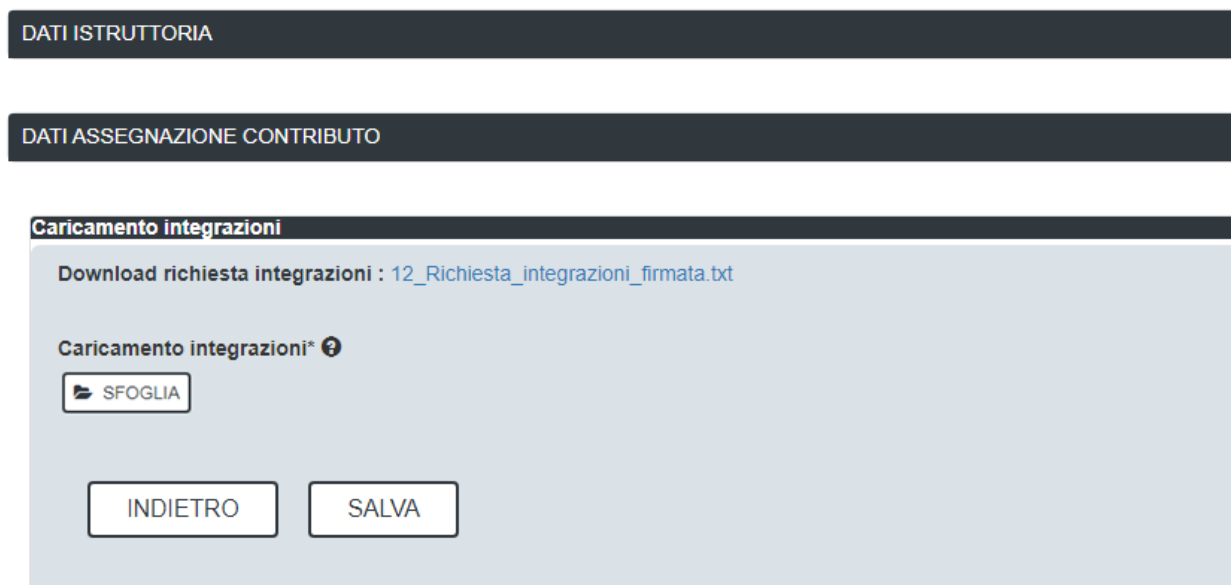 DATI ISTRUTTORIA
DATI ASSEGNAZIONE CONTRIBUTO
Caricamento integrazioni
Download richiesta integrazioni : 12_Richiesta_integrazioni_firmata.txt
Caricamento integrazioni* ?
SFOGLIA
INDIETRO SALVA